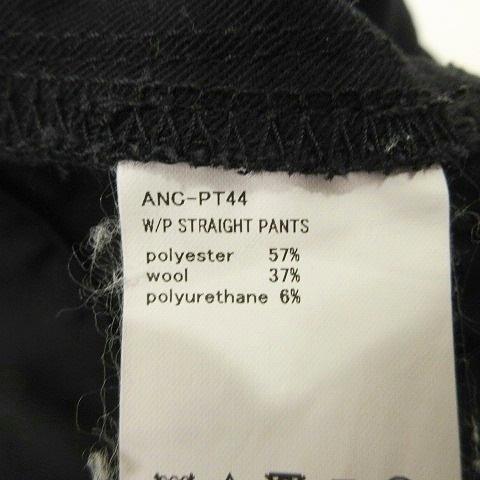 ANC-PT44
W/P STRAIGHT PANTS
polyester 57%
wool 37%
polyurethane 6%